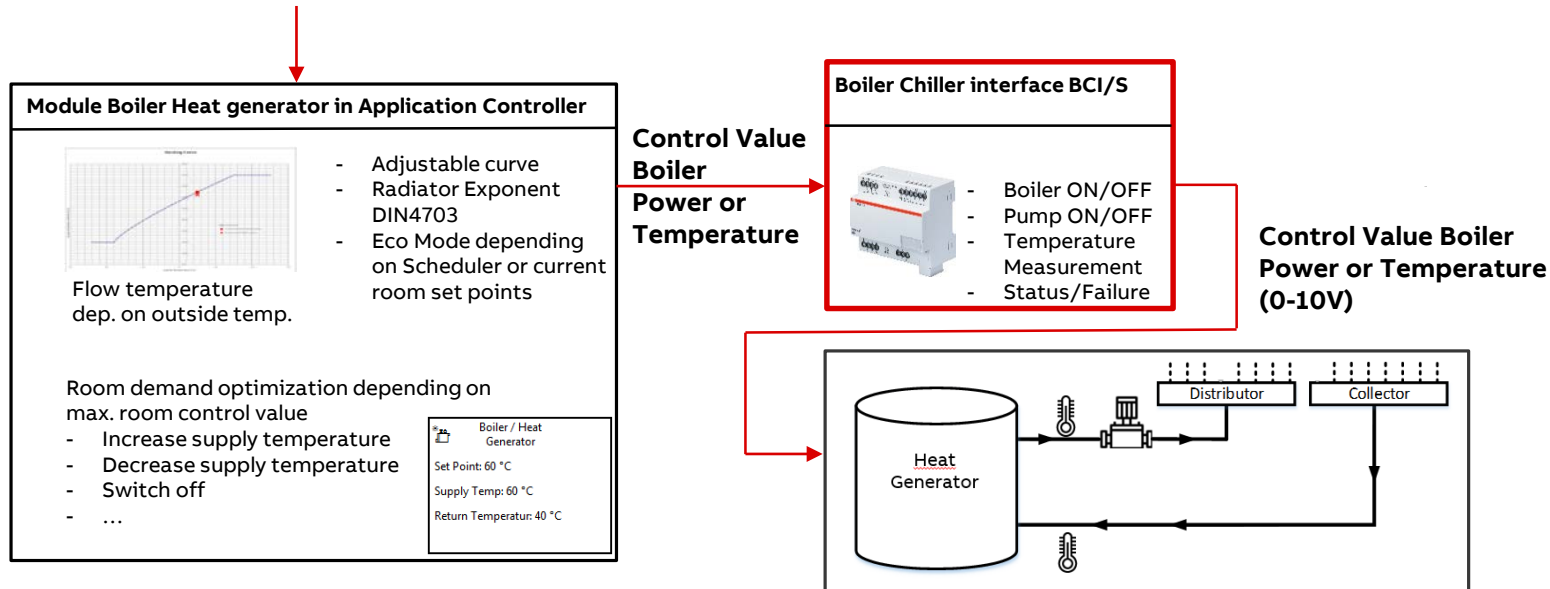 Module Boiler Heat generator in Application Controller
- Adjustable curve
- Radiator Exponent
DIN4703
- Eco Mode depending
on Scheduler or current
room set points
Flow temperature
dep. on outside temp.
Room demand optimization depending on
max. room control value
- Increase supply temperature
- Decrease supply temperature
- Switch off
- ...
Boiler / Heat
Generator
Set Point: 60 °C
Supply Temp: 60 °C
Return Temperatur: 40 °C
Control Value
Boiler
Power or
Temperature
Boiler Chiller interface BCI/S
- Boiler ON/OFF
- Pump ON/OFF
- Temperature
Measurement
- Status/Failure
Control Value Boiler
Power or Temperature
(0-10V)
Distributor
Collector
Heat
Generator